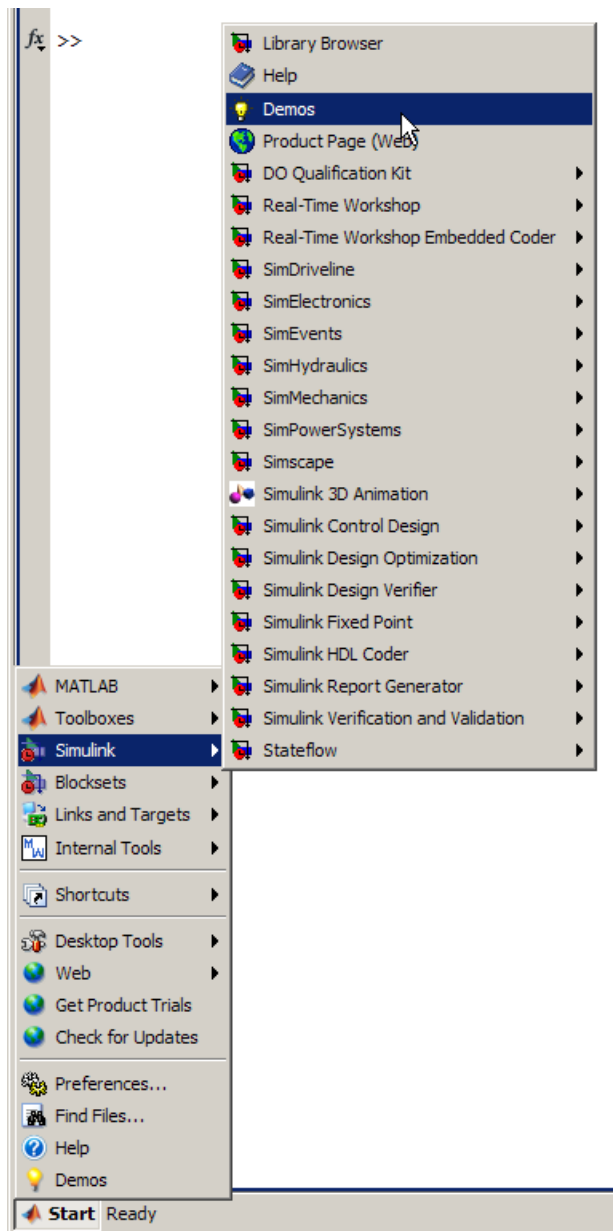 fx >>
Library Browser
Help
Demos
Product Page (Web)
DO Qualification Kit
Real-Time Workshop
Real-Time Workshop Embedded Coder
SimDriveline
SimElectronics
SimEvents
SimHydraulics
SimMechanics
SimPowerSystems
Simscape
Simulink 3D Animation
Simulink Control Design
Simulink Design Optimization
Simulink Design Verifier
Simulink Fixed Point
Simulink HDL Coder
Simulink Report Generator
Simulink Verification and Validation
Stateflow
MATLAB
Toolboxes
Simulink
Blocksets
Links and Targets
Internal Tools
Shortcuts
Desktop Tools
Web
Get Product Trials
Check for Updates
Preferences...
Find Files...
Help
Demos
Start Ready